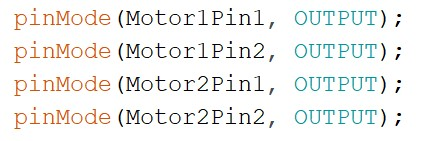 pinMode(Motor1Pin1, OUTPUT);
pinMode(Motor1Pin2, OUTPUT);
pinMode(Motor2Pin1, OUTPUT);
pinMode(Motor2Pin2, OUTPUT);